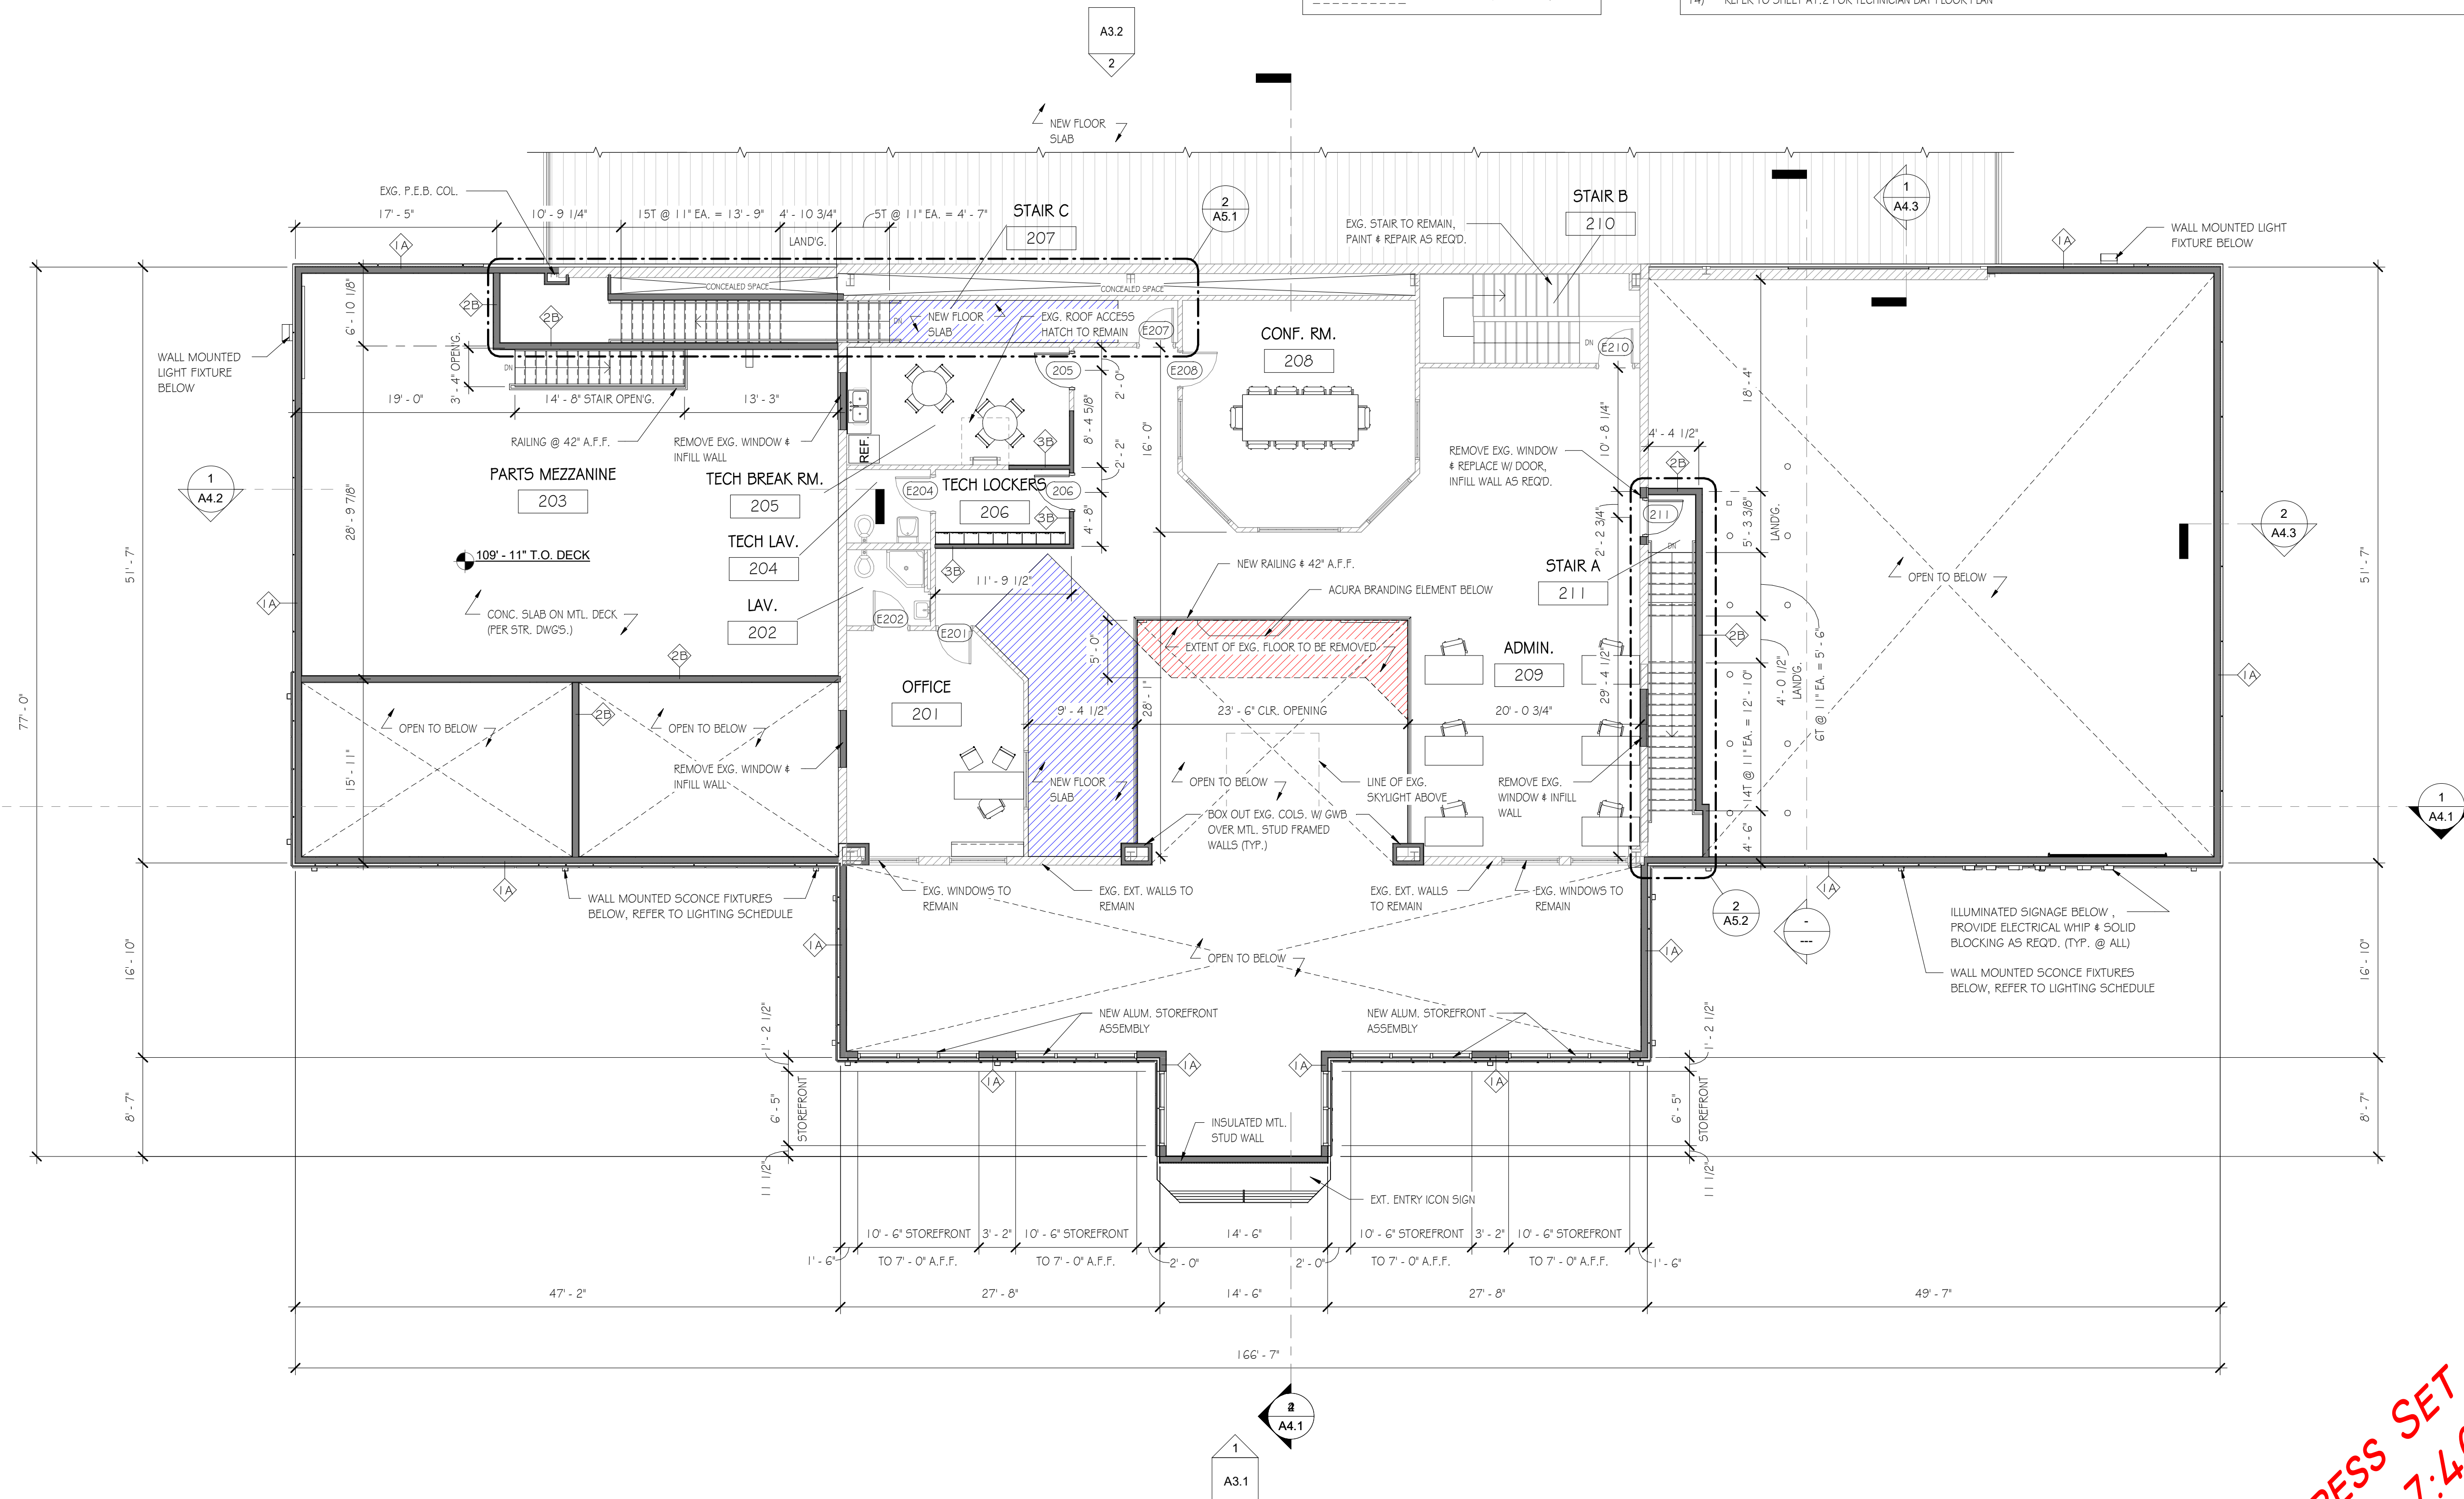 14) REFER TO SHEET A1.2 FOR TECHNICIAN BAY FLOOR PLAN
A3.2
2
NEW FLOOR
SLAB
EXG. P.E.B. COL.
17' - 5"
10' - 9 1/4"
15T @ 11" EA. = 13' - 9"
4' - 10 3/4"
LAND'G.
5T @ 11" EA. = 4' - 7"
STAIR C
207
2
A5.1
EXG. STAIR TO REMAIN,
PAINT & REPAIR AS REQ'D.
STAIR B
210
1
A4.3
WALL MOUNTED LIGHT
FIXTURE BELOW
1A
1A
CONCEALED SPACE
CONCEALED SPACE
2B
2B
6' - 10 1/8"
NEW FLOOR
SLAB
DN
EXG. ROOF ACCESS
HATCH TO REMAIN
E207
CONF. RM.
208
E208
DN
E210
WALL MOUNTED
LIGHT FIXTURE
BELOW
3' - 4" OPEN'G.
DN
19' - 0"
14' - 8" STAIR OPEN'G.
13' - 3"
RAILING @ 42" A.F.F.
REMOVE EXG. WINDOW &
INFILL WALL
REF.
205
2' - 0"
8' - 4 5/8"
2' - 2"
16' - 0"
3B
10' - 8 1/4"
18' - 4"
4' - 4 1/2"
REMOVE EXG. WINDOW
& REPLACE W/ DOOR,
INFILL WALL AS REQ'D.
2B
1
A4.2
PARTS MEZZANINE
203
TECH BREAK RM.
205
E204
TECH LOCKERS
206
206
3B
4' - 8"
211
2' - 2 3/4"
5' - 3 3/8"
LAND'G.
DN
2
A4.3
28' - 9 7/8"
51' - 7"
51' - 7"
109' - 11" T.O. DECK
TECH LAV.
204
3B
11' - 9 1/2"
NEW RAILING & 42" A.F.F.
ACURA BRANDING ELEMENT BELOW
STAIR A
211
OPEN TO BELOW
1A
CONC. SLAB ON MTL. DECK
(PER STR. DWG'S.)
LAV.
202
E202
E201
5' - 0"
EXTENT OF EXG. FLOOR TO BE REMOVED
ADMIN.
209
29' - 4 1/2"
2B
4' - 0 1/2"
LAND'G.
6T @ 11" EA. = 5' - 6"
1A
2B
OFFICE
201
77' - 0"
OPEN TO BELOW
2B
OPEN TO BELOW
9' - 4 1/2"
28' - 1"
23' - 6" CLR. OPENING
20' - 0 3/4"
14T @ 11" EA. = 12' - 10"
15' - 11"
REMOVE EXG. WINDOW &
INFILL WALL
NEW FLOOR
SLAB
OPEN TO BELOW
LINE OF EXG.
SKYLIGHT ABOVE
REMOVE EXG.
WINDOW & INFILL
WALL
BOX OUT EXG. COLS. W/ GWB
OVER MTL. STUD FRAMED
WALLS (TYP.)
4' - 6"
1
A4.1
1A
WALL MOUNTED SCONCE FIXTURES
BELOW, REFER TO LIGHTING SCHEDULE
EXG. WINDOWS TO
REMAIN
EXG. EXT. WALLS TO
REMAIN
EXG. EXT. WALLS
TO REMAIN
EXG. WINDOWS TO
REMAIN
2
A5.2
-
---
1A
ILLUMINATED SIGNAGE BELOW ,
PROVIDE ELECTRICAL WHIP & SOLID
BLOCKING AS REQ'D. (TYP. @ ALL)
WALL MOUNTED SCONCE FIXTURES
BELOW, REFER TO LIGHTING SCHEDULE
16' - 10"
1A
OPEN TO BELOW
1A
16' - 10"
NEW ALUM. STOREFRONT
ASSEMBLY
NEW ALUM. STOREFRONT
ASSEMBLY
1' - 2 1/2"
1' - 2 1/2"
1A
1A
1A
1A
8' - 7"
6' - 5"
STOREFRONT
INSULATED MTL.
STUD WALL
6' - 5"
STOREFRONT
8' - 7"
11 1/2"
11 1/2"
EXT. ENTRY ICON SIGN
10' - 6" STOREFRONT
3' - 2"
10' - 6" STOREFRONT
14' - 6"
10' - 6" STOREFRONT
3' - 2"
10' - 6" STOREFRONT
1' - 6"
TO 7' - 0" A.F.F.
TO 7' - 0" A.F.F.
2' - 0"
2' - 0"
TO 7' - 0" A.F.F.
TO 7' - 0" A.F.F.
1' - 6"
47' - 2"
27' - 8"
14' - 6"
27' - 8"
49' - 7"
166' - 7"
A4.1
1
A3.1
RESS SET